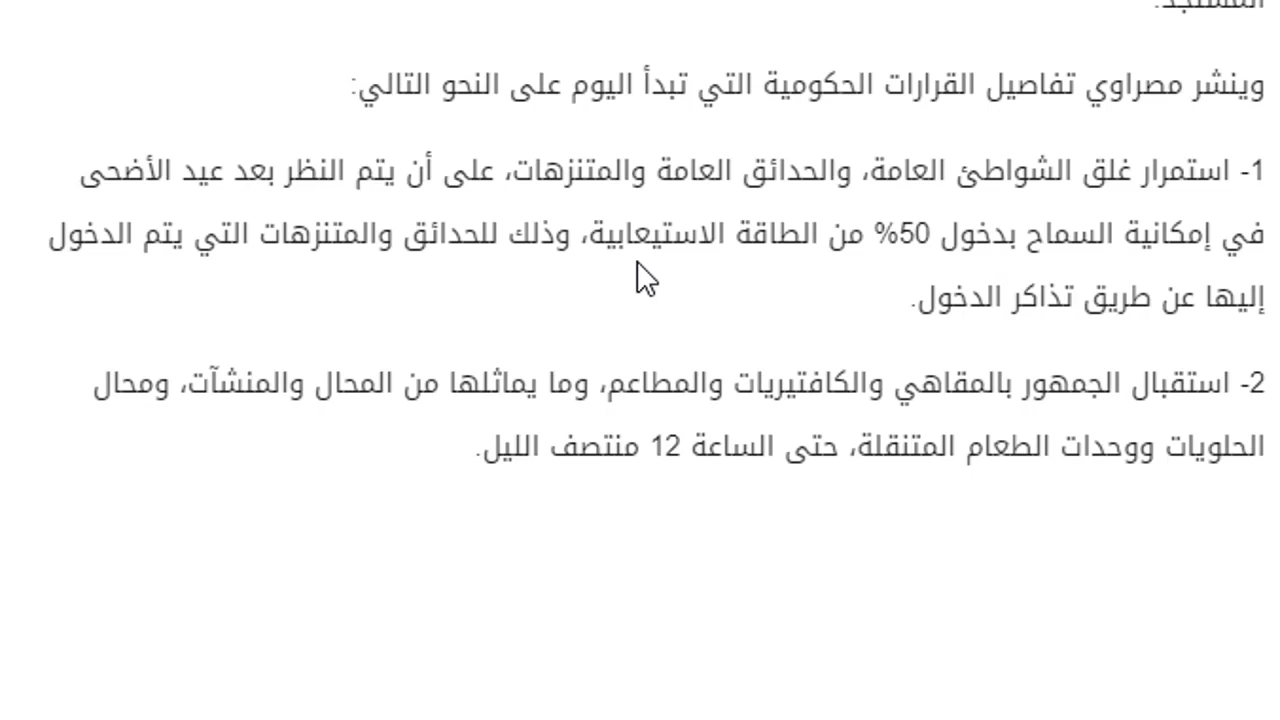 وينشر مصراوي تفاصيل القرارات الحكومية التي تبدأ اليوم على النحو التالي:
1- استمرار غلق الشواطئ العامة، والحدائق العامة والمتنزهات، على أن يتم النظر بعد عيد الأضحى
في إمكانية السماح بدخول 50% من الطاقة الاستيعابية، وذلك للحدائق والمتنزهات التي يتم الدخول
إليها عن طريق تذاكر الدخول.
2- استقبال الجمهور بالمقاهي والكافتيريات والمطاعم، وما يماثلها من المحال والمنشآت، ومحال
الحلويات ووحدات الطعام المتنقلة، حتى الساعة 12 منتصف الليل.